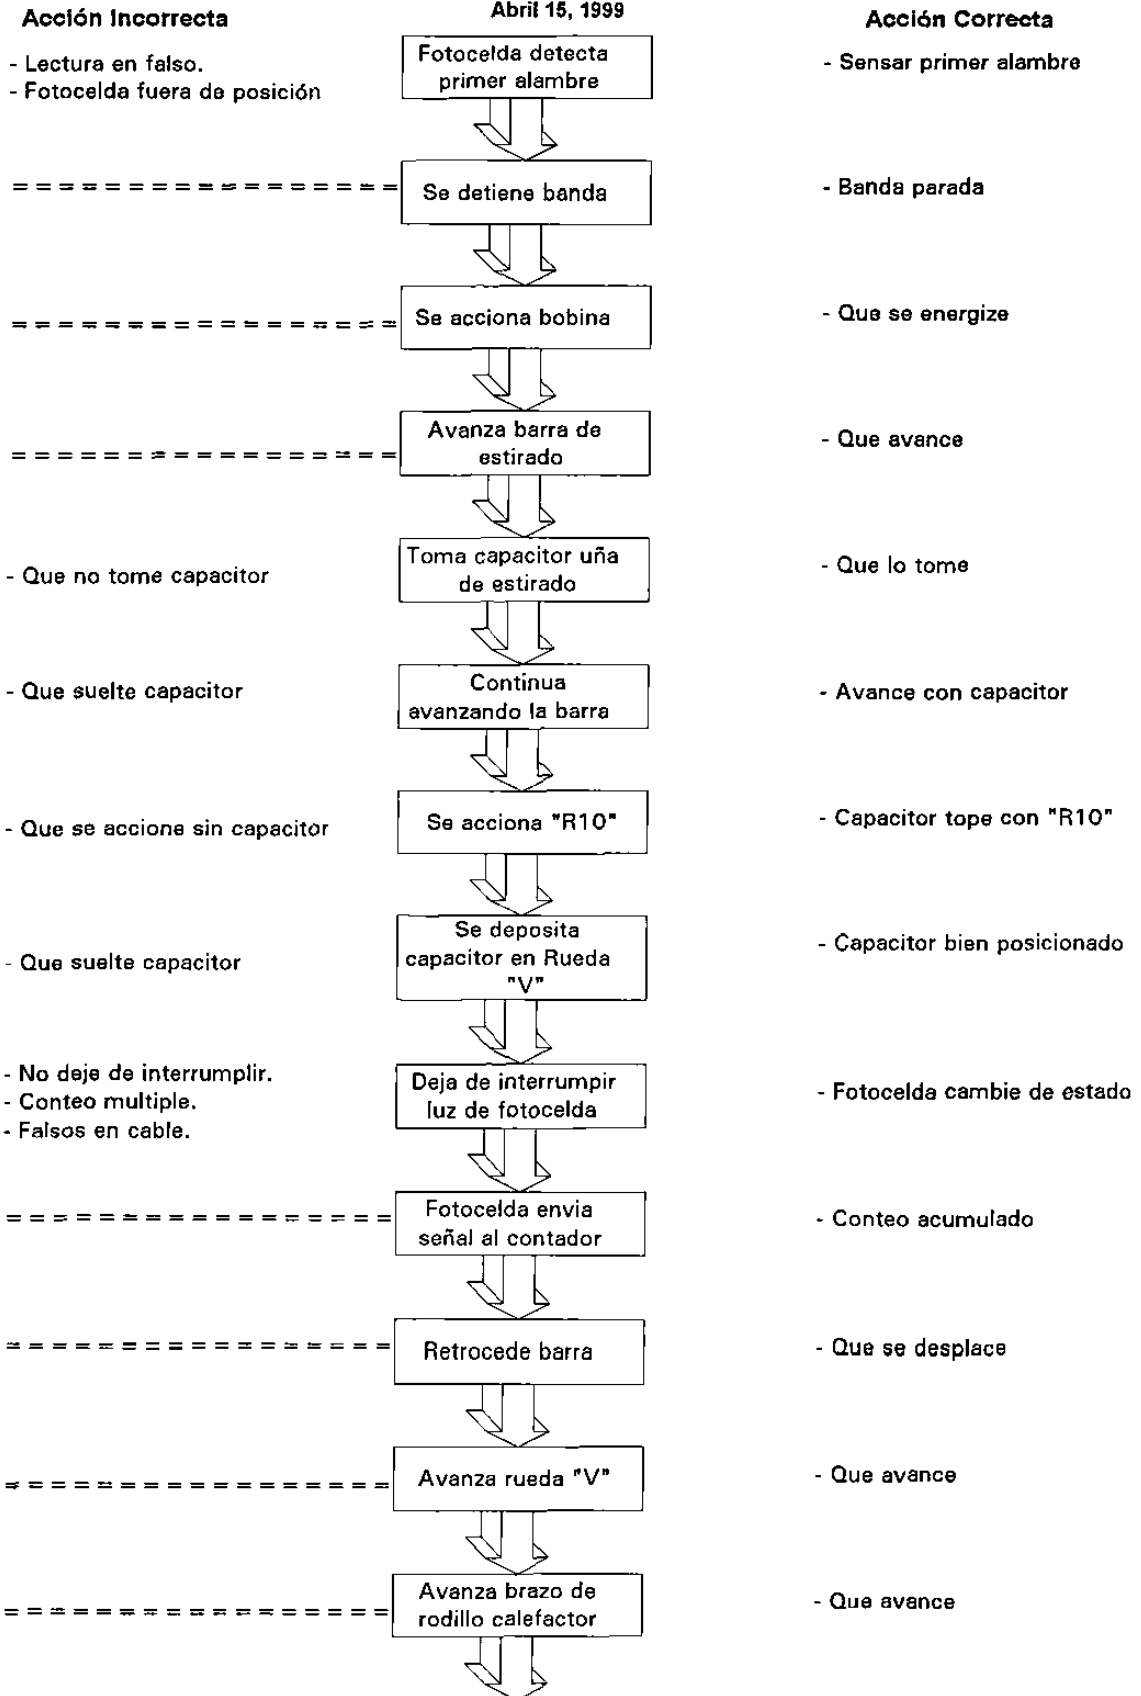 Acción Incorrecta
Abril 15, 1999
Acción Correcta
- Lectura en falso.
- Fotocelda fuera de posición
Fotocelda detecta
primer alambre
- Sensar primer alambre
Se detiene banda
- Banda parada
Se acciona bobina
- Que se energize
Avanza barra de
estirado
- Que avance
- Que no tome capacitor
Toma capacitor uña
de estirado
- Que lo tome
- Que suelte capacitor
Continua
avanzando la barra
- Avance con capacitor
- Que se accione sin capacitor
Se acciona "R10"
- Capacitor tope con "R10"
- Que suelte capacitor
Se deposita
capacitor en Rueda
"V"
- Capacitor bien posicionado
- No deje de interrumplir.
- Conteo multiple.
- Falsos en cable.
Deja de interrumpir
luz de fotocelda
- Fotocelda cambie de estado
Fotocelda envia
señal al contador
- Conteo acumulado
Retrocede barra
- Que se desplace
Avanza rueda "V"
- Que avance
Avanza brazo de
rodillo calefactor
- Que avance